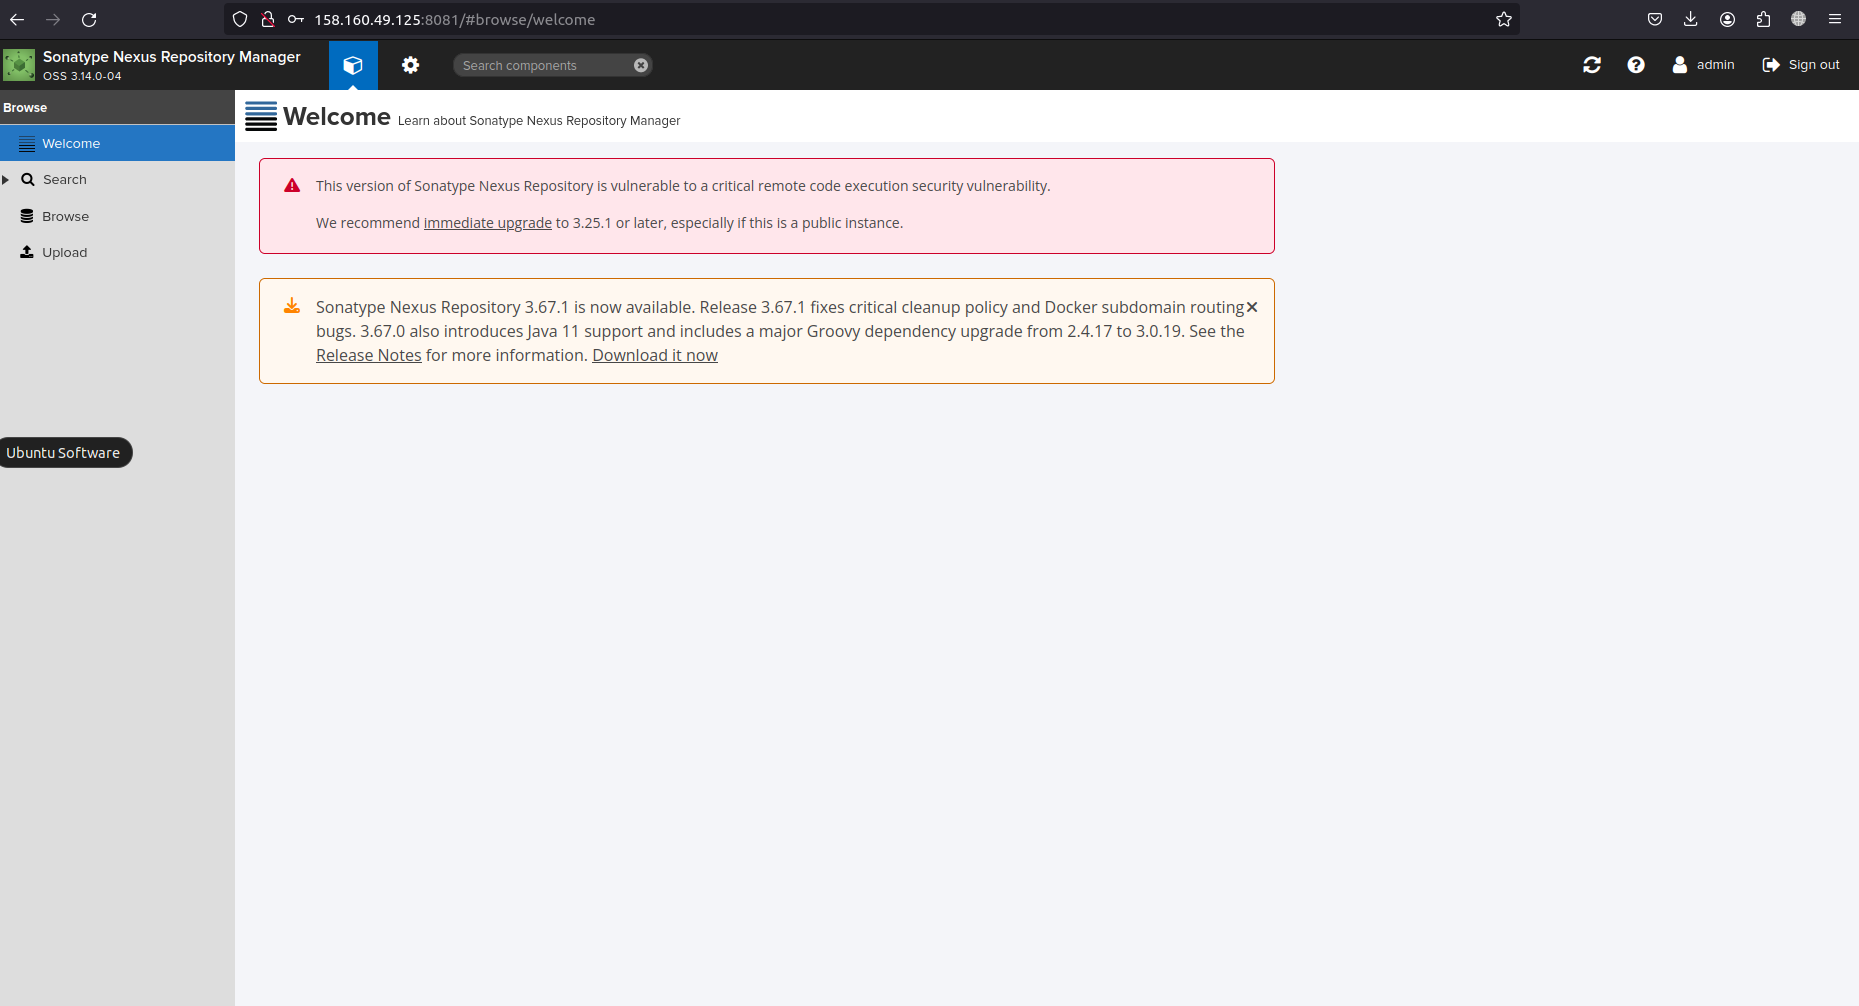 158.160.49.125:8081/#browse/welcome
Sonatype Nexus Repository Manager
OSS 3.14.0-04
Search components
admin
Sign out
Browse
Welcome
Search
Browse
Upload
Ubuntu Software
Welcome Learn about Sonatype Nexus Repository Manager
This version of Sonatype Nexus Repository is vulnerable to a critical remote code execution security vulnerability.
We recommend immediate upgrade to 3.25.1 or later, especially if this is a public instance.
Sonatype Nexus Repository 3.67.1 is now available. Release 3.67.1 fixes critical cleanup policy and Docker subdomain routing
bugs. 3.67.0 also introduces Java 11 support and includes a major Groovy dependency upgrade from 2.4.17 to 3.0.19. See the
Release Notes for more information. Download it now